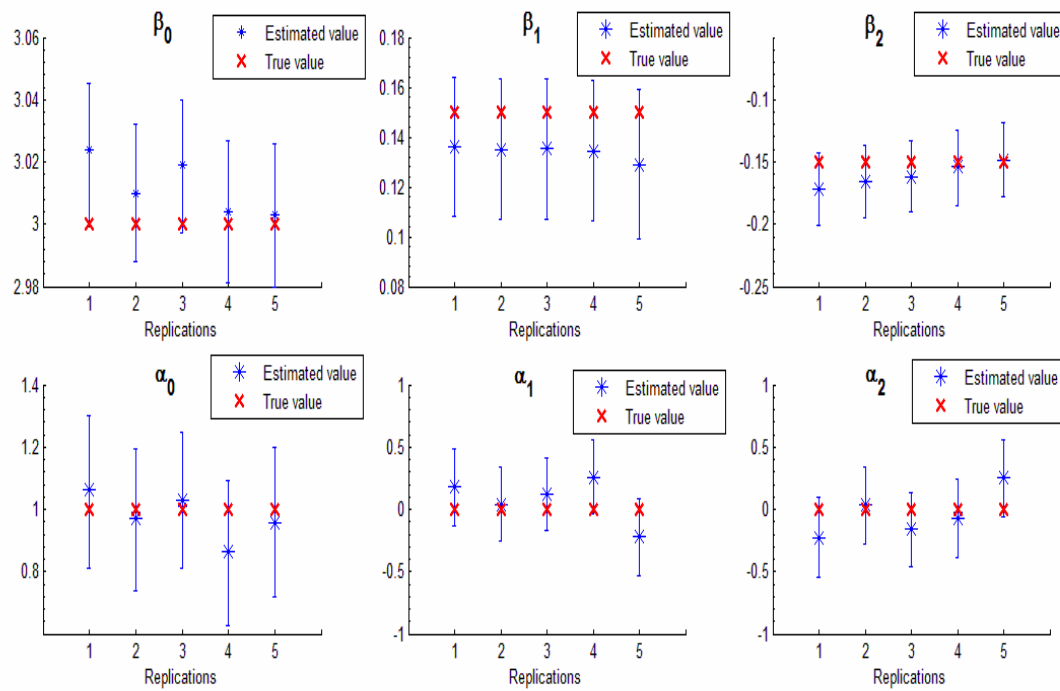 β0
Estimated value
True value
3.06
3.04
3.02
3
2.98
1 2 3 4 5
Replications
β1
Estimated value
True value
0.18
0.16
0.14
0.12
0.1
0.08
1 2 3 4 5
Replications
β2
Estimated value
True value
-0.1
-0.15
-0.2
-0.25
1 2 3 4 5
Replications
α0
Estimated value
True value
1.4
1.2
1
0.8
1 2 3 4 5
Replications
α1
Estimated value
True value
1
0.5
0
-0.5
-1
1 2 3 4 5
Replications
α2
Estimated value
True value
1
0.5
0
-0.5
-1
1 2 3 4 5
Replications